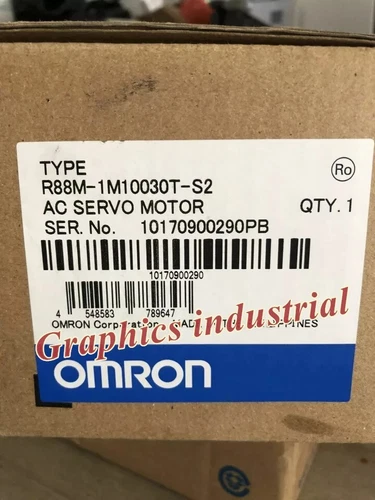 TYPE
Ro
R88M-1M10030T-S2
AC SERVO MOTOR QTY. 1
SER. No. 10170900290PB
10170900290
4 548583 789647
OMRON Corporation
Graphics industrial
OMRON